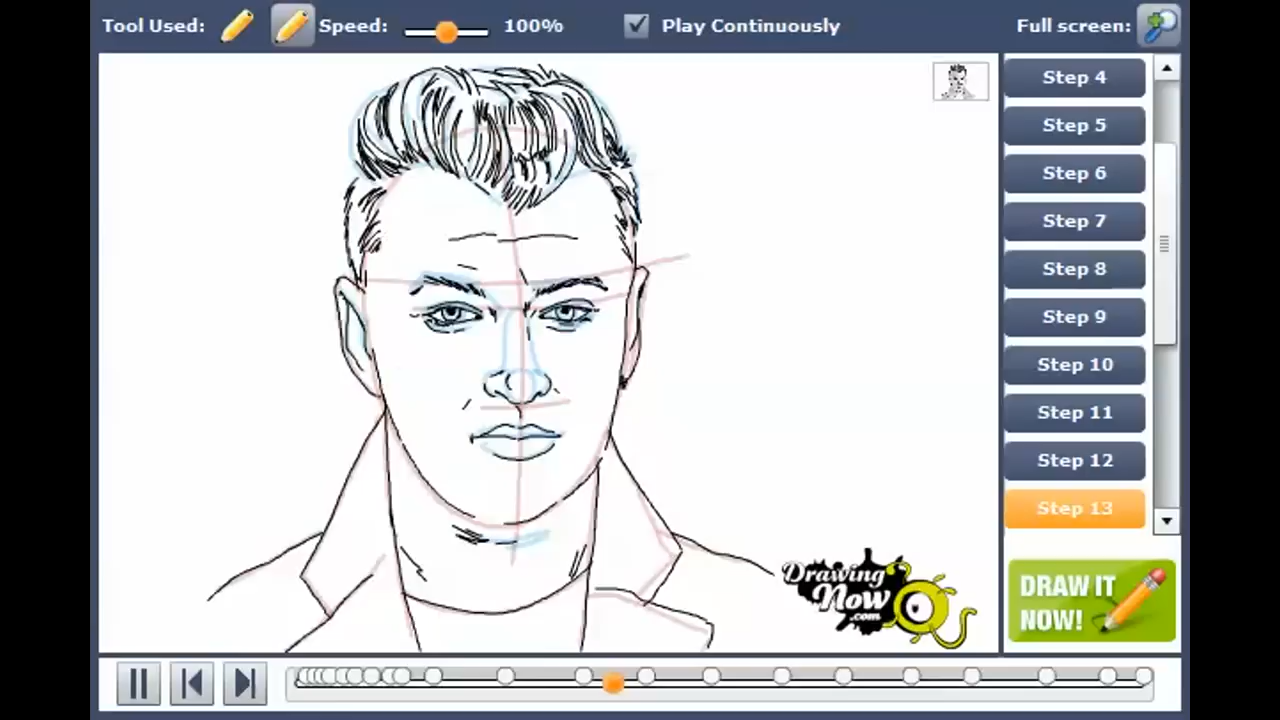 Tool Used:
Speed:
100%
Play Continuously
Full screen:
Step 4
Step 5
Step 6
Step 7
Step 8
Step 9
Step 10
Step 11
Step 12
Step 13
Drawing
Now
.com
DRAW IT
NOW!